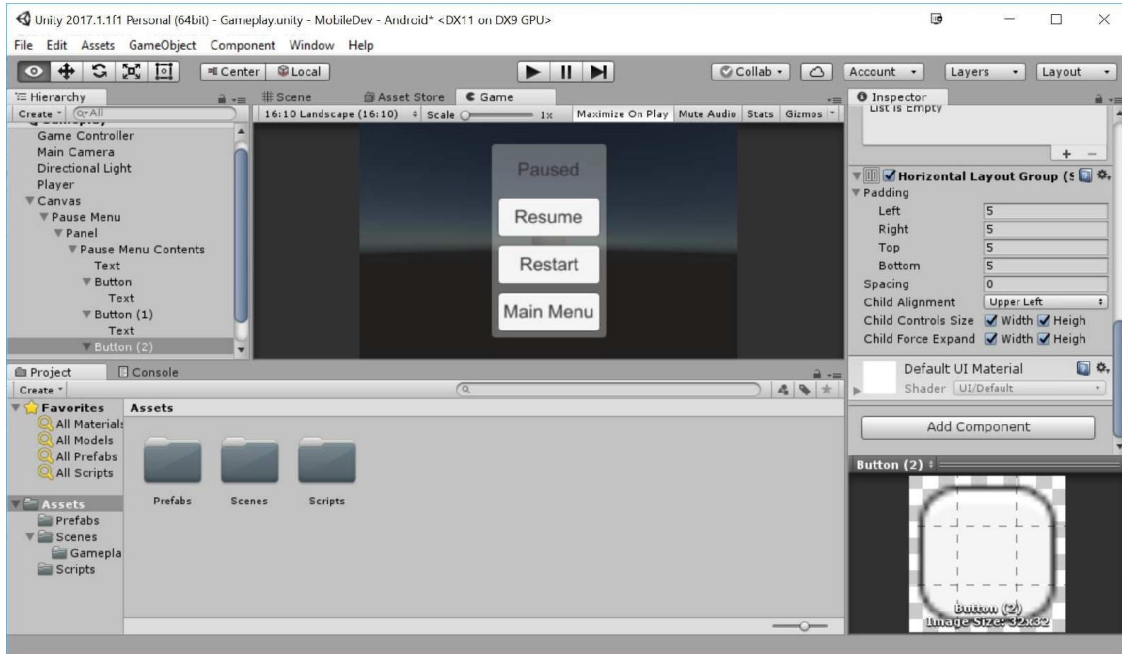 Unity 2017.1.1f1 Personal (64bit) - Gameplay.unity - MobileDev - Android* <DX11 on DX9 GPU>
File Edit Assets GameObject Component Window Help
Center Local Collab Account Layers Layout
Hierarchy
Create All
Game Controller
Main Camera
Directional Light
Player
Canvas
Pause Menu
Panel
Pause Menu Contents
Text
Button
Text
Button (1)
Text
Button (2)
Scene Asset Store Game
16:10 Landscape (16:10) Scale 1x Maximize On Play Mute Audio Stats Gizmos
Paused
Resume
Restart
Main Menu
Inspector
List is Empty
+ −
Horizontal Layout Group (S
Padding
Left 5
Right 5
Top 5
Bottom 5
Spacing 0
Child Alignment Upper Left
Child Controls Size Width Heigh
Child Force Expand Width Heigh
Default UI Material
Shader UI/Default
Add Component
Project Console
Create
Favorites
All Materials
All Models
All Prefabs
All Scripts
Assets
Prefabs
Scenes
Gamepla
Scripts
Assets
Prefabs Scenes Scripts
Button (2)
Button (2)
Image Size: 32x32